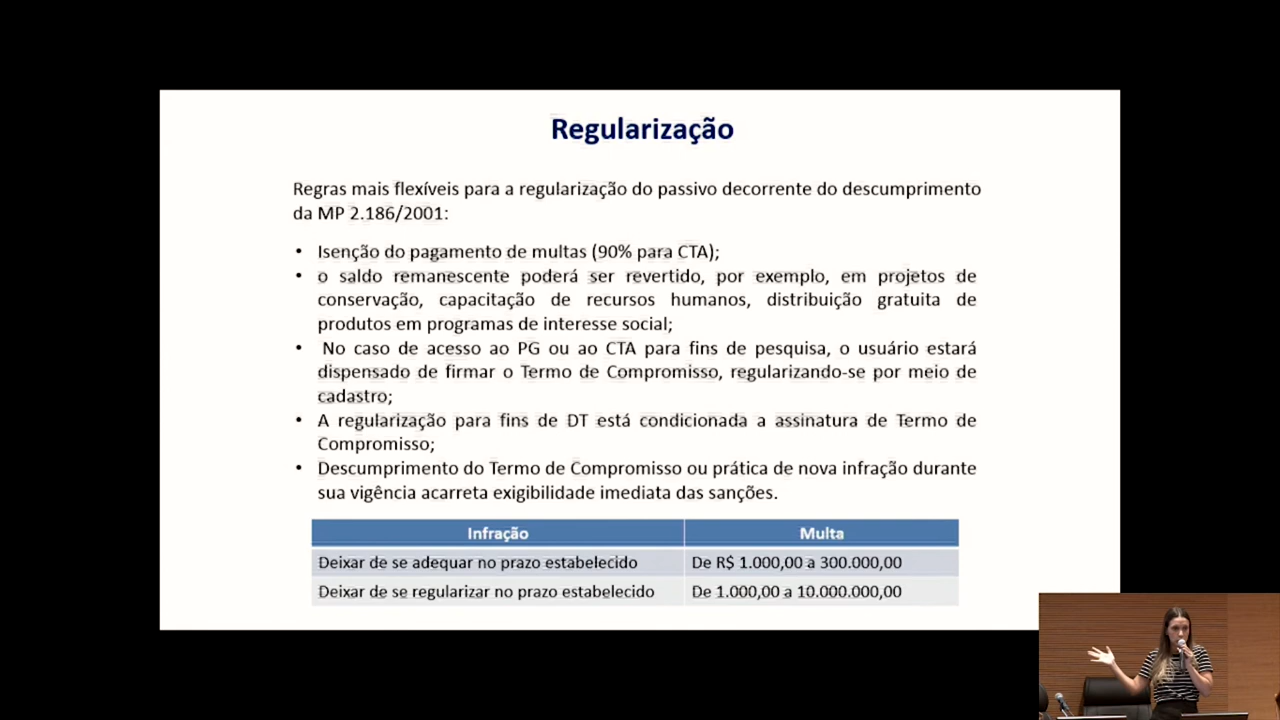 Regularização
Regras mais flexíveis para a regularização do passivo decorrente do descumprimento
da MP 2.186/2001:
• Isenção do pagamento de multas (90% para CTA);
• o saldo remanescente poderá ser revertido, por exemplo, em projetos de
conservação, capacitação de recursos humanos, distribuição gratuita de
produtos em programas de interesse social;
• No caso de acesso ao PG ou ao CTA para fins de pesquisa, o usuário estará
dispensado de firmar o Termo de Compromisso, regularizando-se por meio de
cadastro;
• A regularização para fins de DT está condicionada a assinatura de Termo de
Compromisso;
• Descumprimento do Termo de Compromisso ou prática de nova infração durante
sua vigência acarreta exigibilidade imediata das sanções.
Infração Multa
Deixar de se adequar no prazo estabelecido De R$ 1.000,00 a 300.000,00
Deixar de se regularizar no prazo estabelecido De 1.000,00 a 10.000.000,00